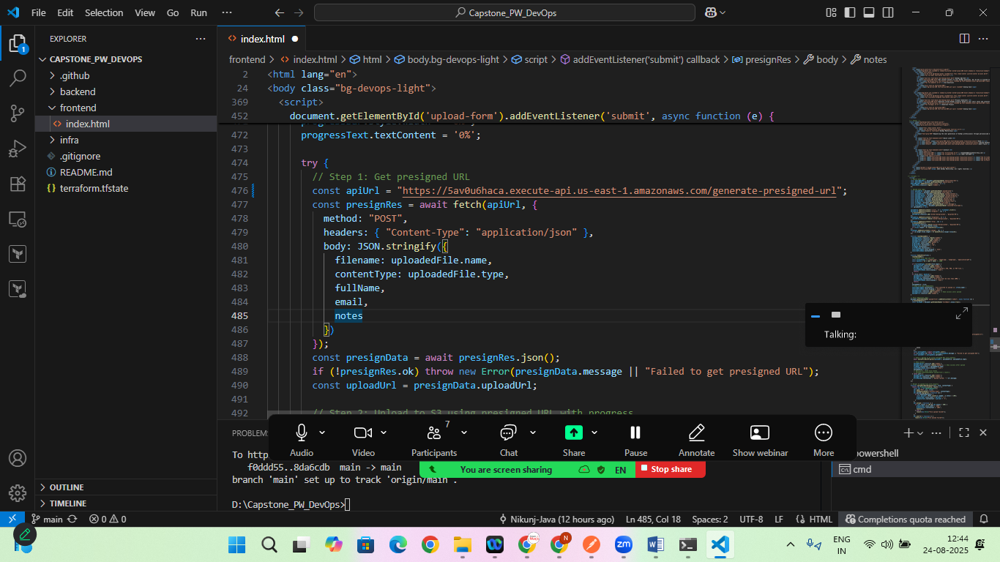 File Edit Selection View Go Run ··· Capstone_PW_DevOps
EXPLORER ···
CAPSTONE_PW_DEVOPS
.github
backend
frontend
index.html
infra
.gitignore
README.md
terraform.tfstate
OUTLINE
TIMELINE
1
index.html
frontend > index.html > html > body.bg-devops-light > script > addEventListener('submit') callback > presignRes > body > notes
2 <html lang="en">
24 <body class="bg-devops-light">
369 <script>
452 document.getElementById('upload-form').addEventListener('submit', async function (e) {
472 progressText.textContent = '0%';
473
474 try {
475 // Step 1: Get presigned URL
476 const apiUrl = "https://5av0u6haca.execute-api.us-east-1.amazonaws.com/generate-presigned-url";
477 const presignRes = await fetch(apiUrl, {
478 method: "POST",
479 headers: { "Content-Type": "application/json" },
480 body: JSON.stringify({
481 filename: uploadedFile.name,
482 contentType: uploadedFile.type,
483 fullName,
484 email,
485 notes
486 })
487 });
488 const presignData = await presignRes.json();
489 if (!presignRes.ok) throw new Error(presignData.message || "Failed to get presigned URL");
490 const uploadUrl = presignData.uploadUrl;
491
492 // Step 2: Upload to S3 using presigned URL with progress
Talking:
PROBLEMS
7
Audio Video Participants Chat Share Pause Annotate Show webinar More
You are screen sharing EN Stop share
To http
f0ddd55..8da6cdb main -> main
branch 'main' set up to track 'origin/main'.
D:\Capstone_PW_DevOps>
powershell
cmd
main 0 0 Nikunj-Java (12 hours ago) Ln 485, Col 18 Spaces: 2 UTF-8 LF {} HTML Completions quota reached
ENG
IN
12:44
24-08-2025